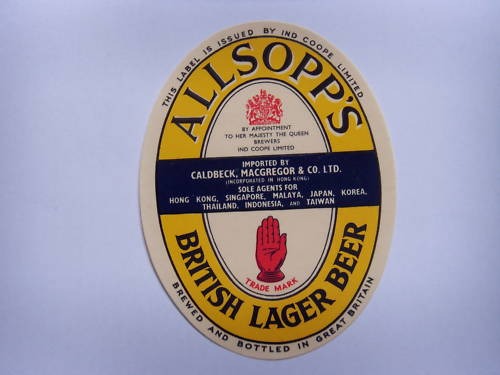 THIS LABEL IS ISSUED BY IND COOPE LIMITED
ALLSOPP'S
BY APPOINTMENT
TO HER MAJESTY THE QUEEN
BREWERS
IND COOPE LIMITED
IMPORTED BY
CALDBECK, MACGREGOR & CO. LTD.
(INCORPORATED IN HONG KONG)
SOLE AGENTS FOR
HONG KONG, SINGAPORE, MALAYA, JAPAN, KOREA,
THAILAND, INDONESIA, AND TAIWAN
TRADE MARK
BRITISH LAGER BEER
BREWED AND BOTTLED IN GREAT BRITAIN